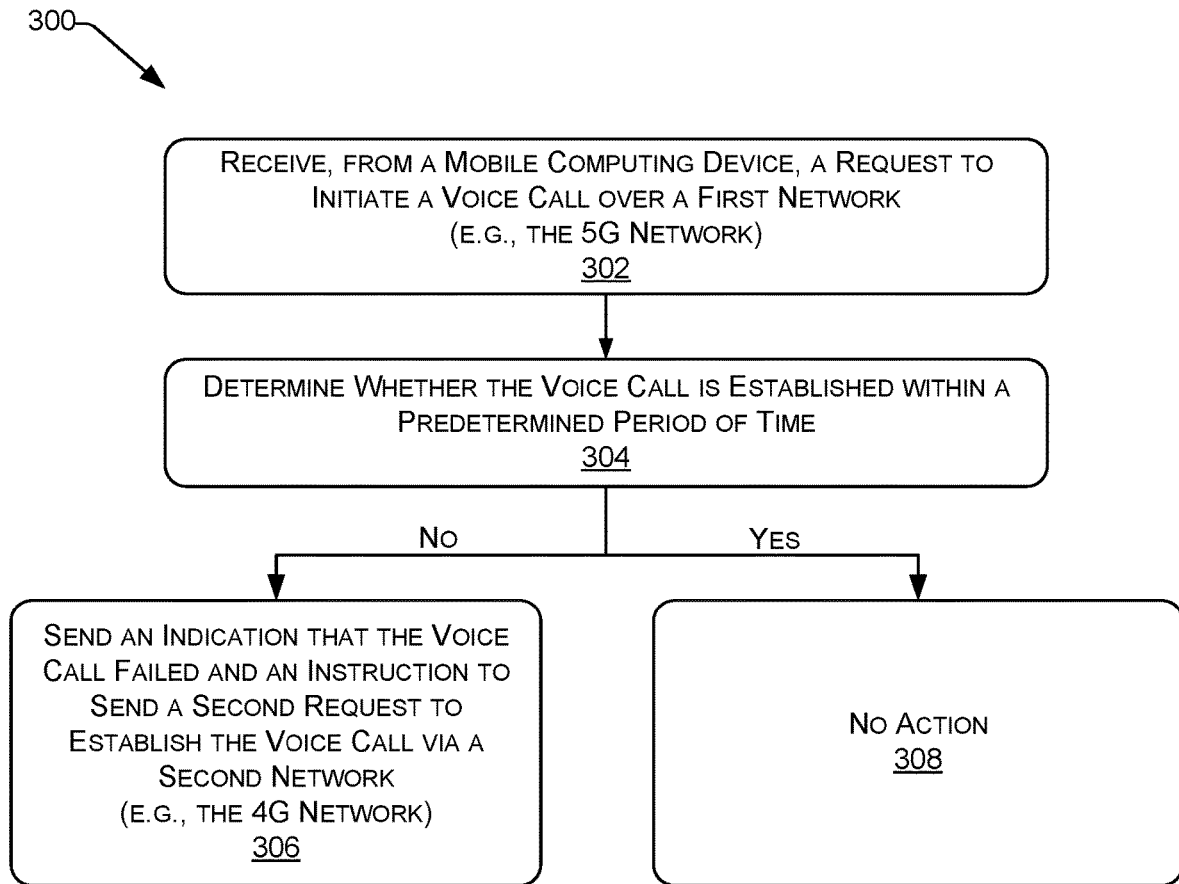 300
RECEIVE, FROM A MOBILE COMPUTING DEVICE, A REQUEST TO
INITIATE A VOICE CALL OVER A FIRST NETWORK
(E.G., THE 5G NETWORK)
302
DETERMINE WHETHER THE VOICE CALL IS ESTABLISHED WITHIN A
PREDETERMINED PERIOD OF TIME
304
NO
YES
SEND AN INDICATION THAT THE VOICE
CALL FAILED AND AN INSTRUCTION TO
SEND A SECOND REQUEST TO
ESTABLISH THE VOICE CALL VIA A
SECOND NETWORK
(E.G., THE 4G NETWORK)
306
NO ACTION
308